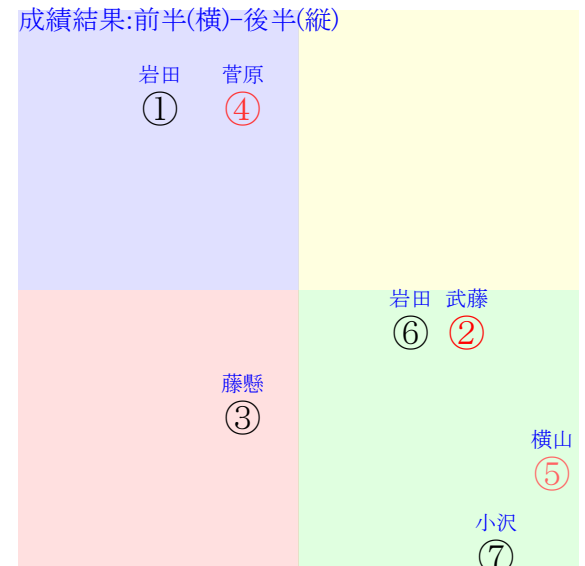 成績結果:前半(横)-後半(縦)
岩田 菅原
① ④
岩田 武藤
⑥ ②
藤懸
③
横山
⑤
小沢
⑦